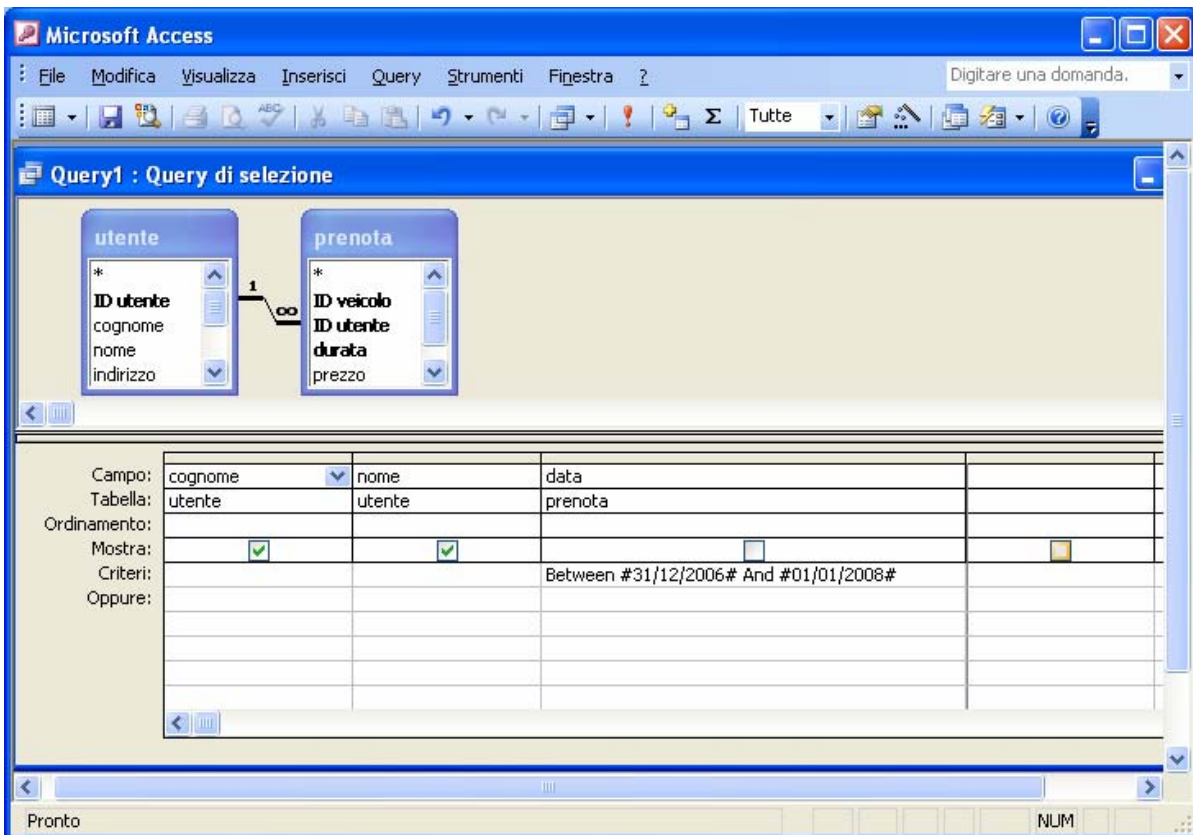 Microsoft Access
File Modifica Visualizza Inserisci Query Strumenti Finestra ? Digitare una domanda.
ABC Σ Tutte
Query1 : Query di selezione
utente
*
ID utente
cognome
nome
indirizzo
1 ∞
prenota
*
ID veicolo
ID utente
durata
prezzo
Campo: cognome nome data
Tabella: utente utente prenota
Ordinamento:
Mostra:
Criteri: Between #31/12/2006# And #01/01/2008#
Oppure:
Pronto NUM